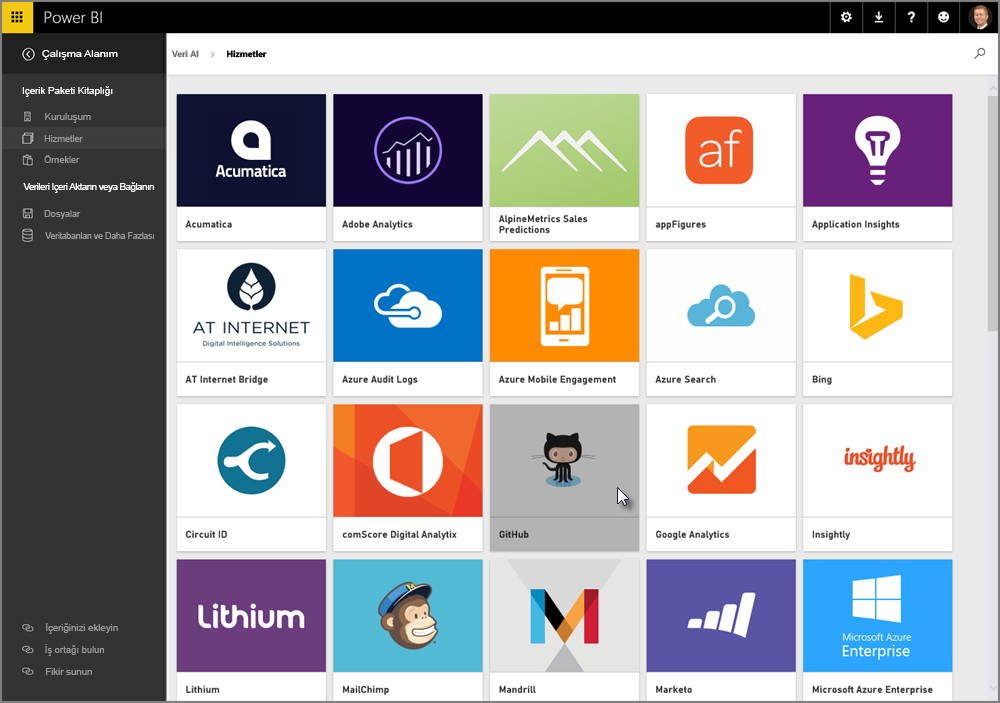 Power BI
?
Çalışma Alanım
Veri Al > Hizmetler
İçerik Paketi Kitaplığı
Kuruluşum
Hizmetler
Örnekler
Verileri İçeri Aktarın veya Bağlanın
Dosyalar
Veritabanları ve Daha Fazlası
Acumatica
af
Acumatica
Adobe Analytics
AlpineMetrics Sales
Predictions
appFigures
Application Insights
AT INTERNET
Digital Intelligence Solutions
AT Internet Bridge
Azure Audit Logs
Azure Mobile Engagement
Azure Search
Bing
insightly
Circuit ID
comScore Digital Analytix
GitHub
Google Analytics
Insightly
Lithium
Microsoft Azure
Enterprise
Lithium
MailChimp
Mandrill
Marketo
Microsoft Azure Enterprise
İçeriğinizi ekleyin
İş ortağı bulun
Fikir sunun